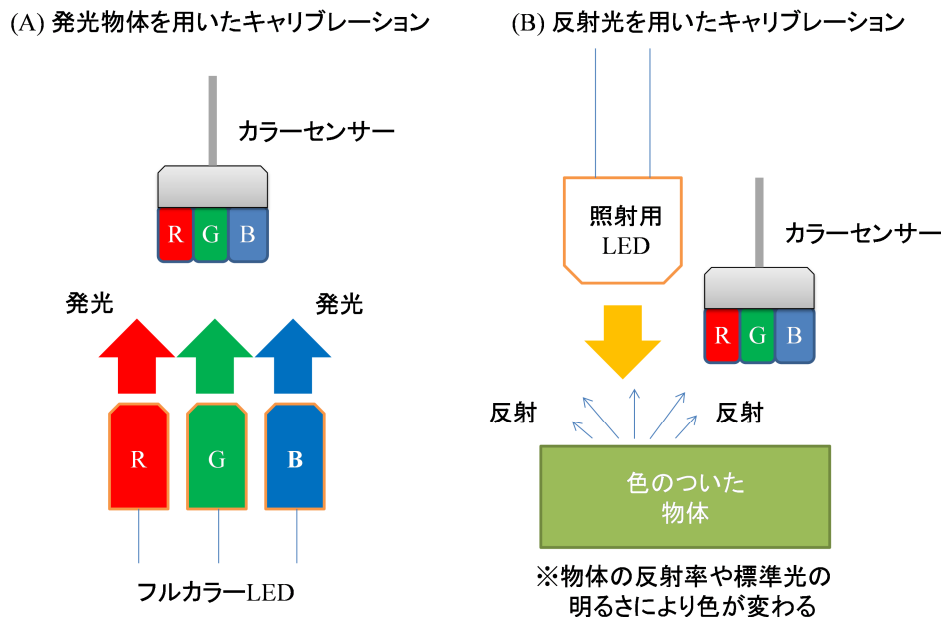 (A) 発光物体を用いたキャリブレーション
カラーセンサー
R G B
発光 発光
R G B
フルカラーLED
(B) 反射光を用いたキャリブレーション
照射用
LED
カラーセンサー
R G B
反射 反射
色のついた
物体
※物体の反射率や標準光の
明るさにより色が変わる